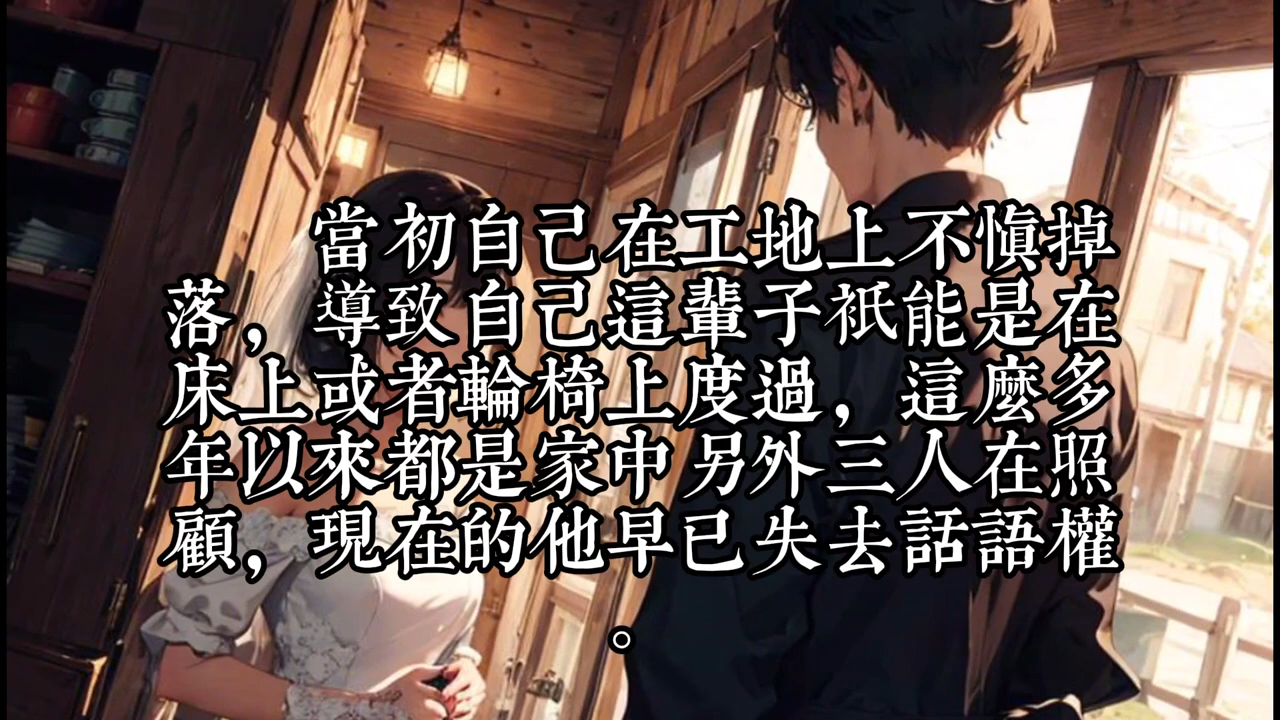 當初自己在工地上不慎掉
落，導致自己這輩子衹能是在
床上或者輪椅上度過，這麼多
年以來都是家中另外三人在照
顧，現在的他早已失去話語權
。